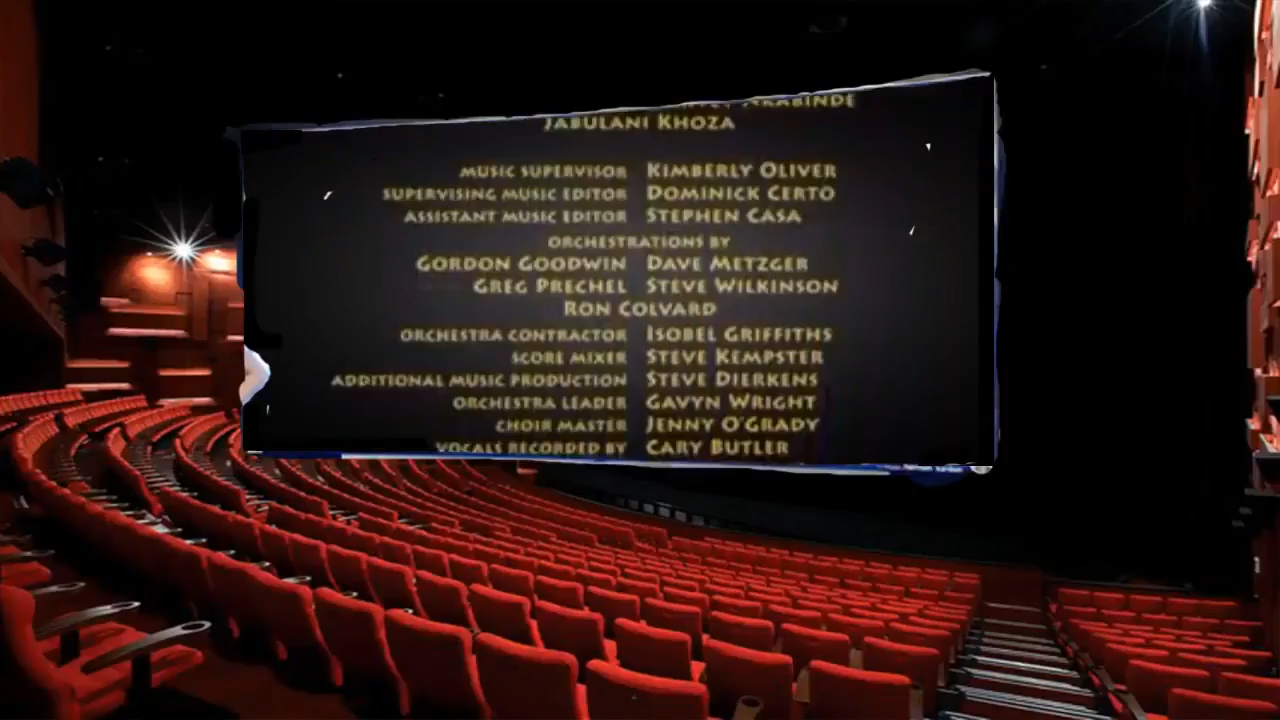 JABULANI KHOZA
MUSIC SUPERVISOR KIMBERLY OLIVER
SUPERVISING MUSIC EDITOR DOMINICK CERTO
ASSISTANT MUSIC EDITOR STEPHEN CASA
ORCHESTRATIONS BY
GORDON GOODWIN DAVE METZGER
GREG PRECHEL STEVE WILKINSON
RON COLVARD
ORCHESTRA CONTRACTOR ISOBEL GRIFFITHS
SCORE MIXER STEVE KEMPSTER
ADDITIONAL MUSIC PRODUCTION STEVE DIERKENS
ORCHESTRA LEADER GAVYN WRIGHT
CHOIR MASTER JENNY O'GRADY
VOCALS RECORDED BY CARY BUTLER